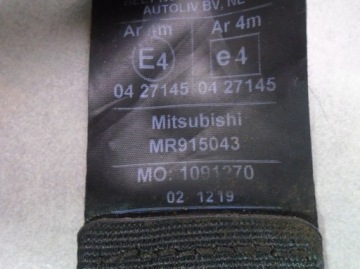 AUTOLIV BV. NL
Ar 4m Ar 4m
E4 e4
04 27145 04 27145
Mitsubishi
MR915043
MO: 1091270
02 1219